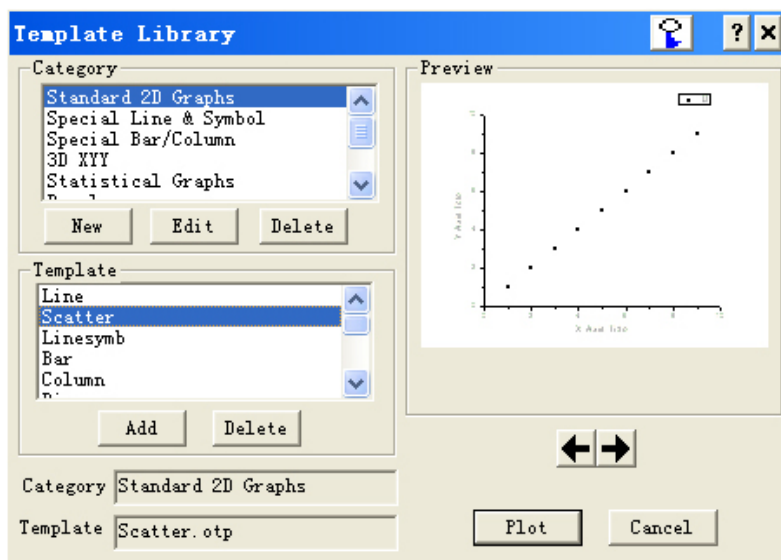 Template Library
?
Category
Standard 2D Graphs
Special Line & Symbol
Special Bar/Column
3D XYY
Statistical Graphs
New
Edit
Delete
Template
Line
Scatter
Linesymb
Bar
Column
Add
Delete
Category
Standard 2D Graphs
Template
Scatter.otp
Preview
Plot
Cancel